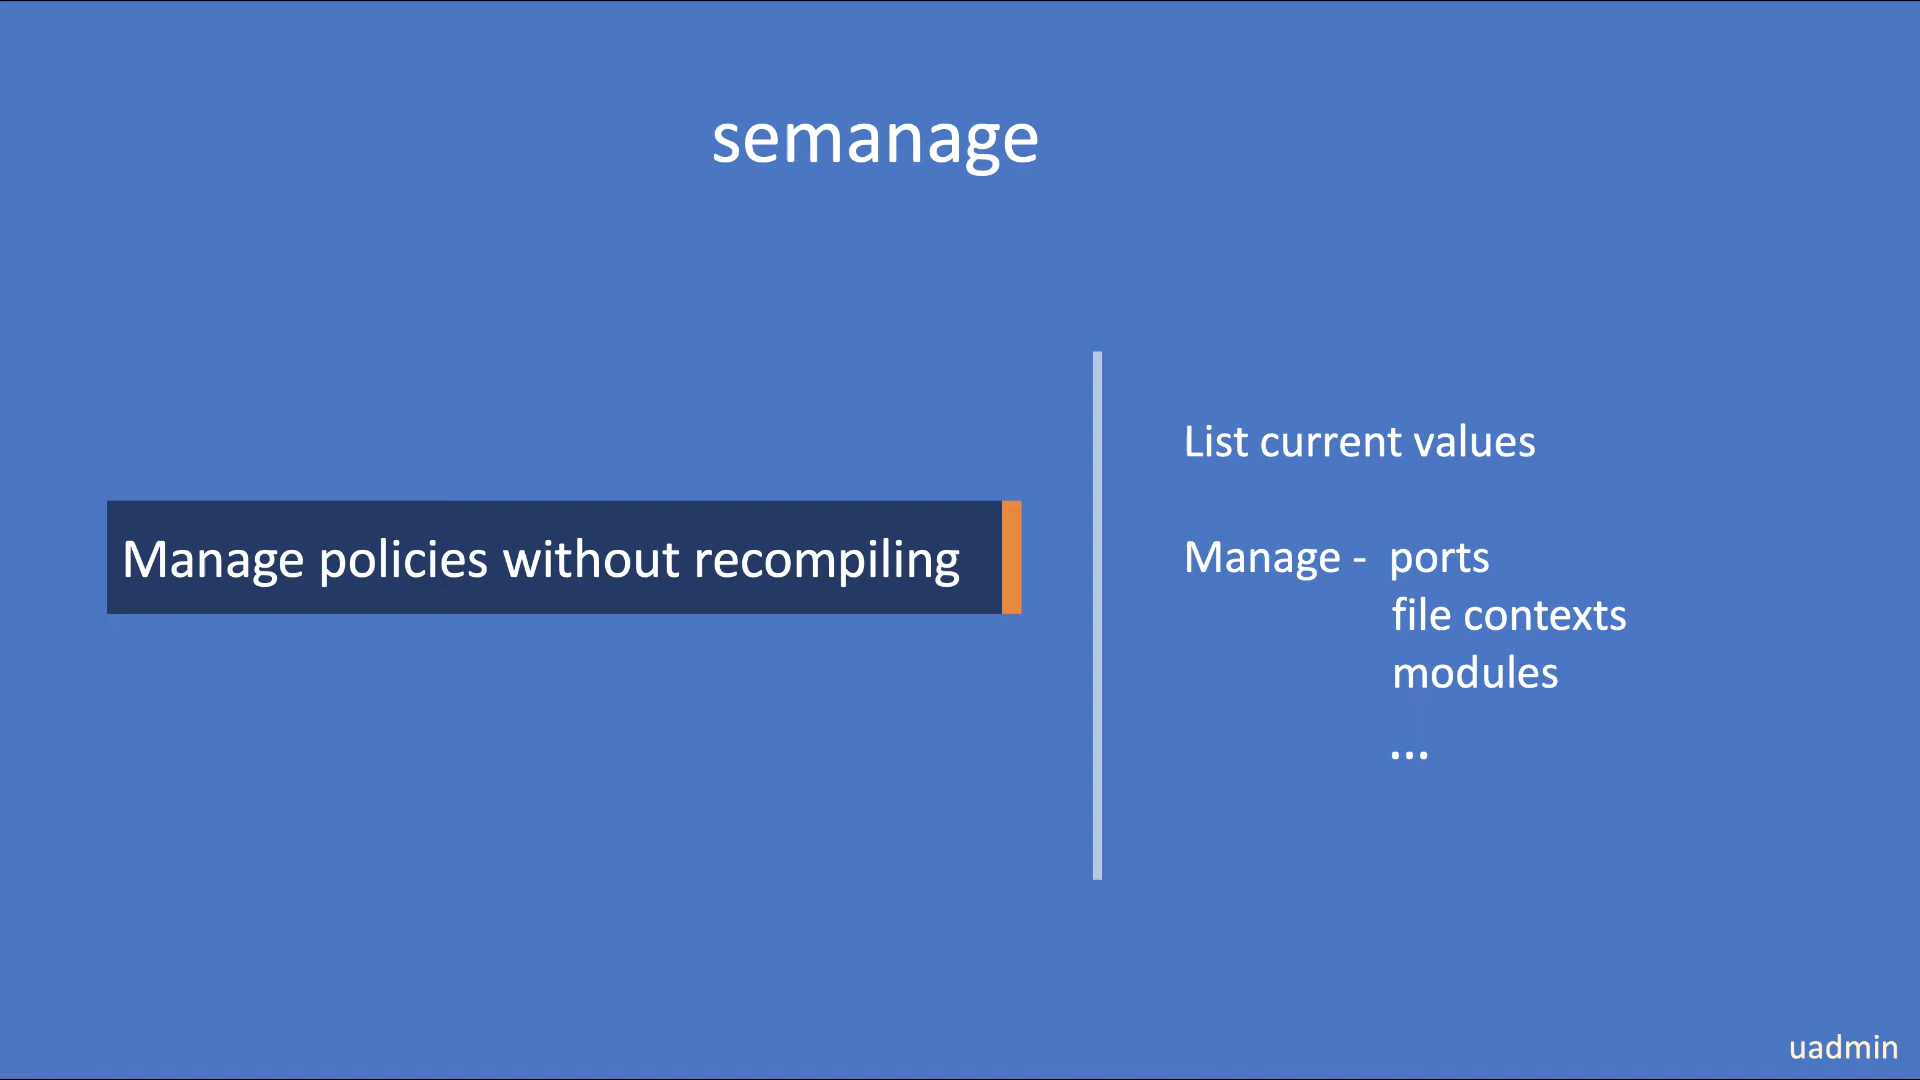 semanage
Manage policies without recompiling
List current values
Manage - ports
file contexts
modules
...
uadmin